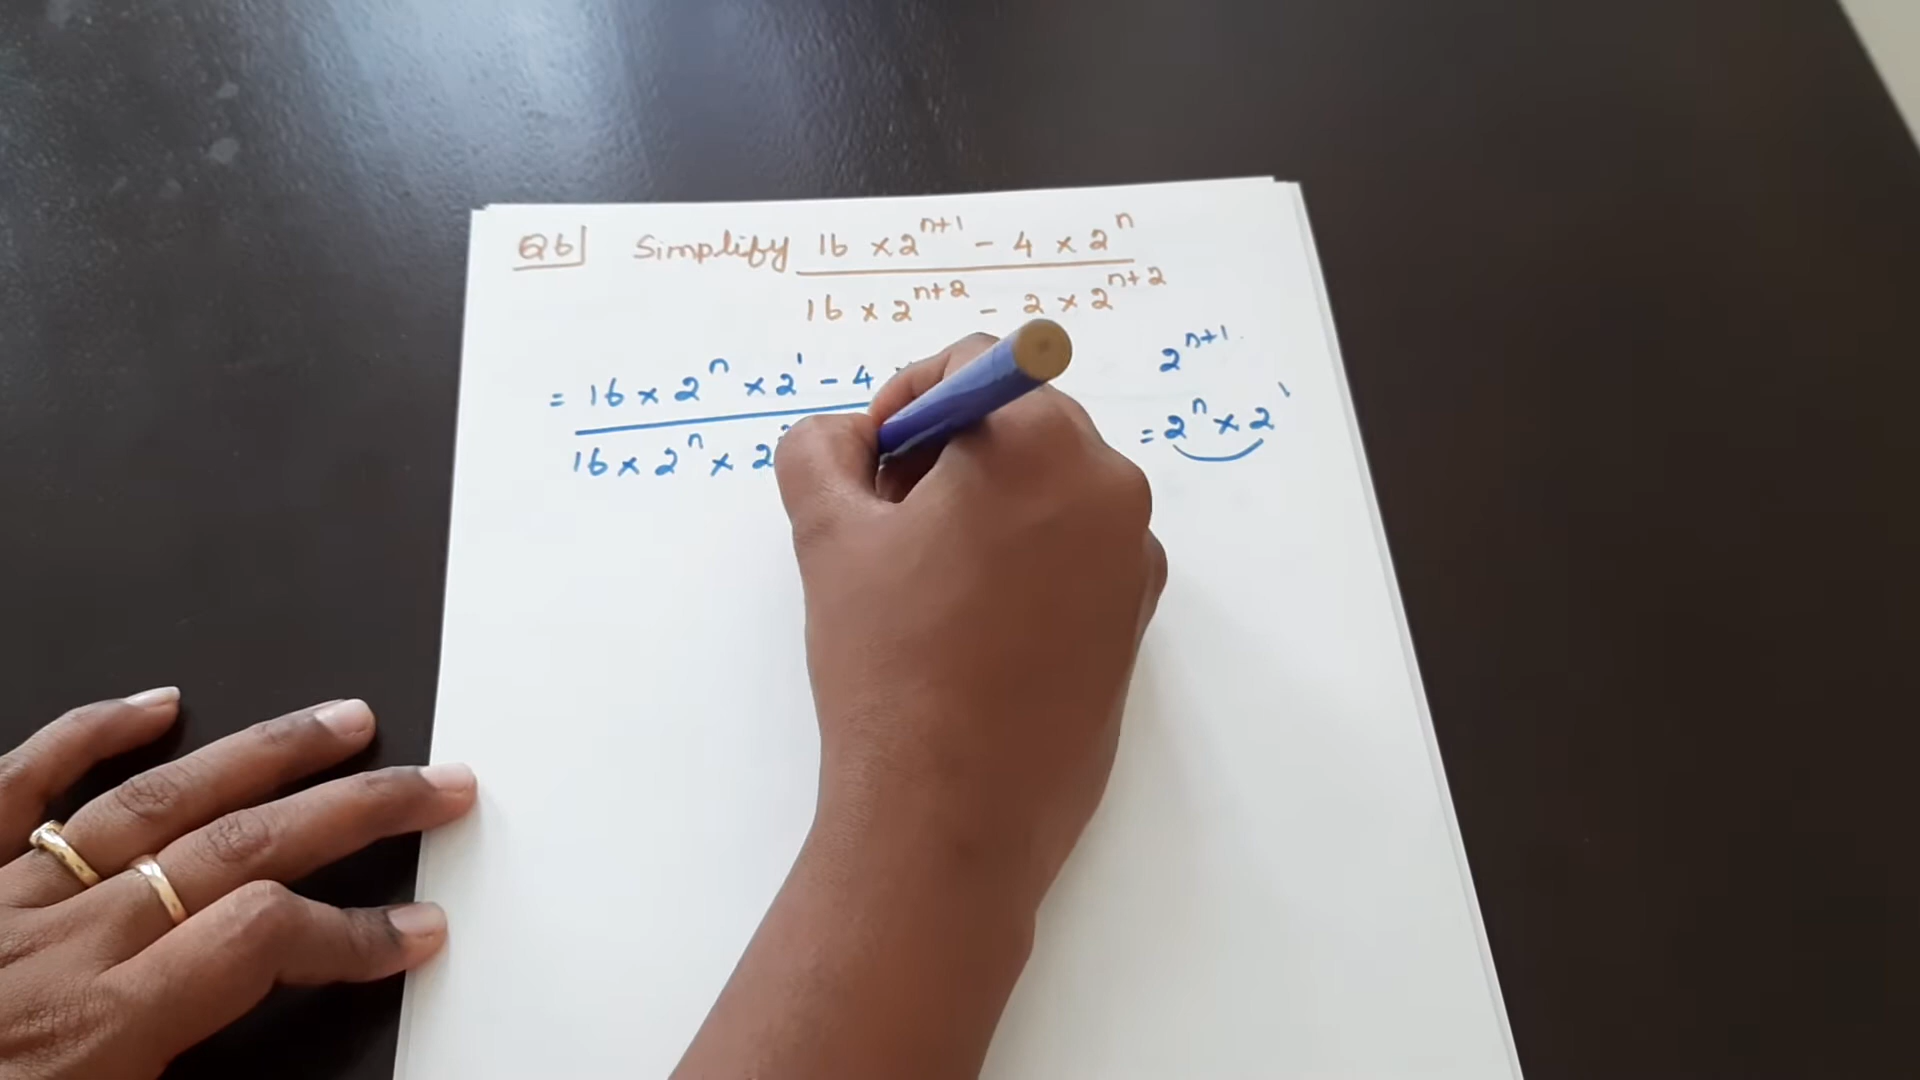 Q6 Simplify 16 × 2^(n+1) - 4 × 2^n
16 × 2^(n+2) - 2 × 2^(n+2)
= 16 × 2^n × 2^1 - 4
16 × 2^n × 2
2^(n+1)
= 2^n × 2^1